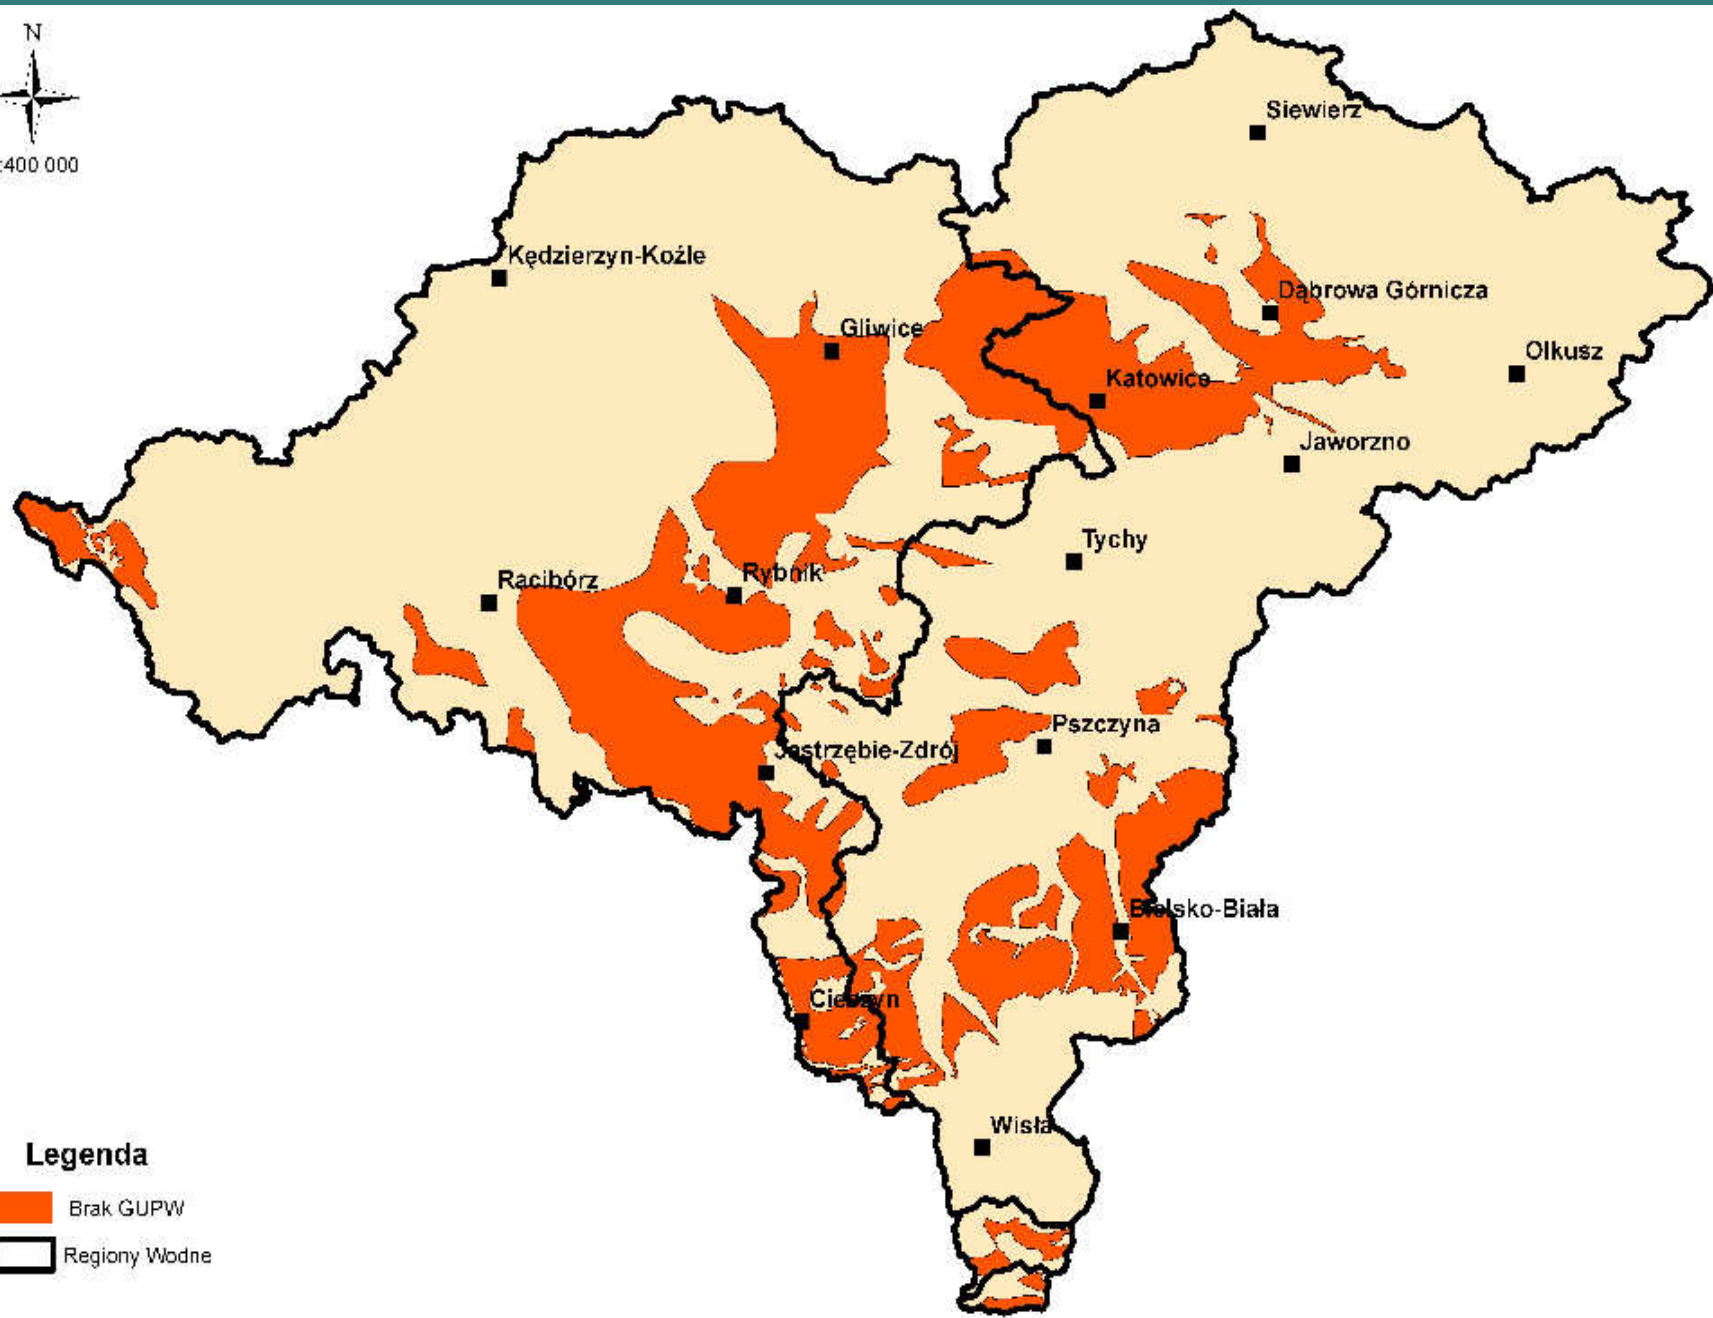 N
:400 000
Siewierz
Kędzierzyn-Koźle
Dąbrowa Górnicza
Gliwice
Olkusz
Katowice
Jaworzno
Tychy
Racibórz
Rybnik
Pszczyna
Jastrzębie-Zdrój
Bielsko-Biała
Cieszyn
Wisła
Legenda
Brak GUPW
Regiony Wodne